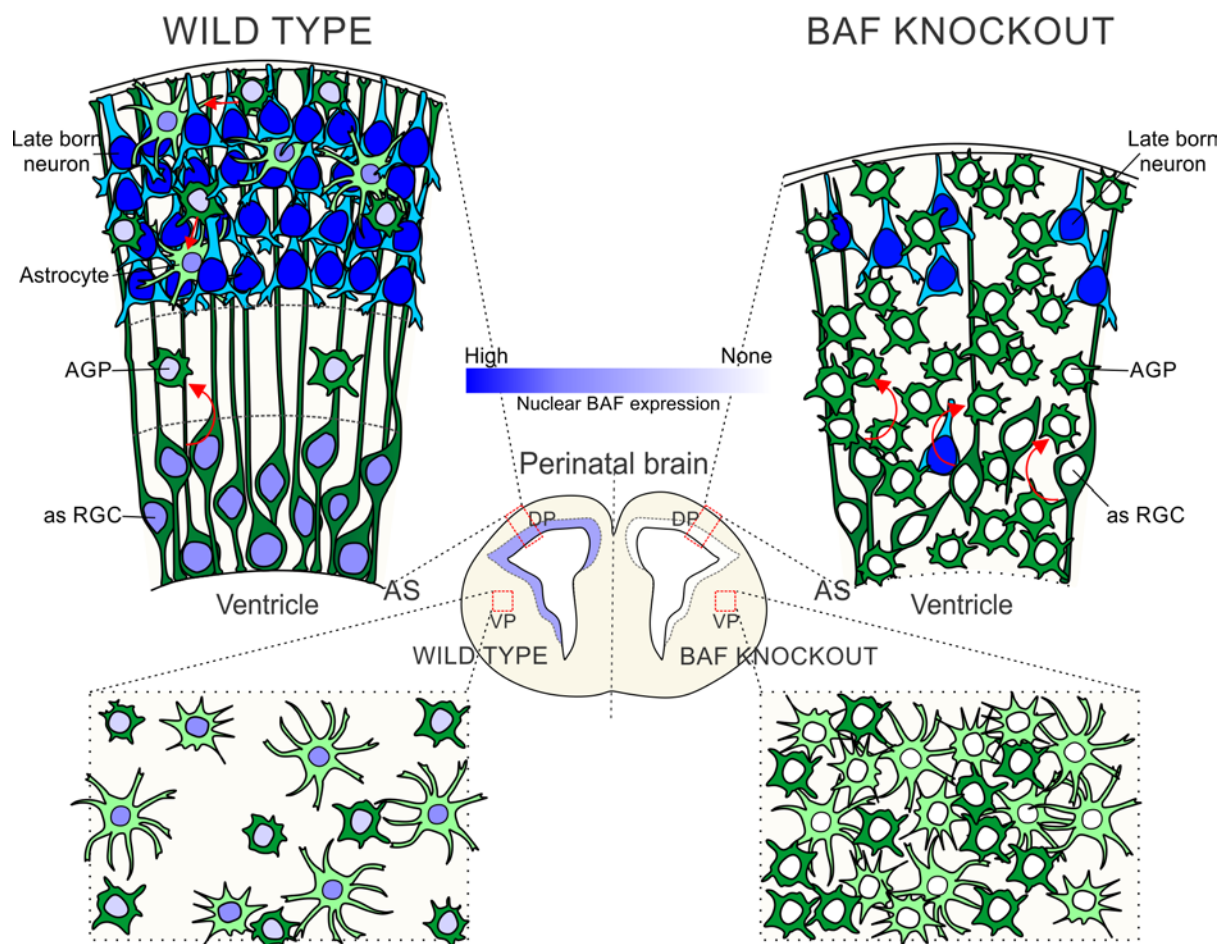 WILD TYPE
BAF KNOCKOUT
Late born
neuron
Astrocyte
AGP
as RGC
Ventricle
AS
High
None
Nuclear BAF expression
Perinatal brain
DP
DP
VP
VP
WILD TYPE
BAF KNOCKOUT
Late born
neuron
AGP
as RGC
AS
Ventricle